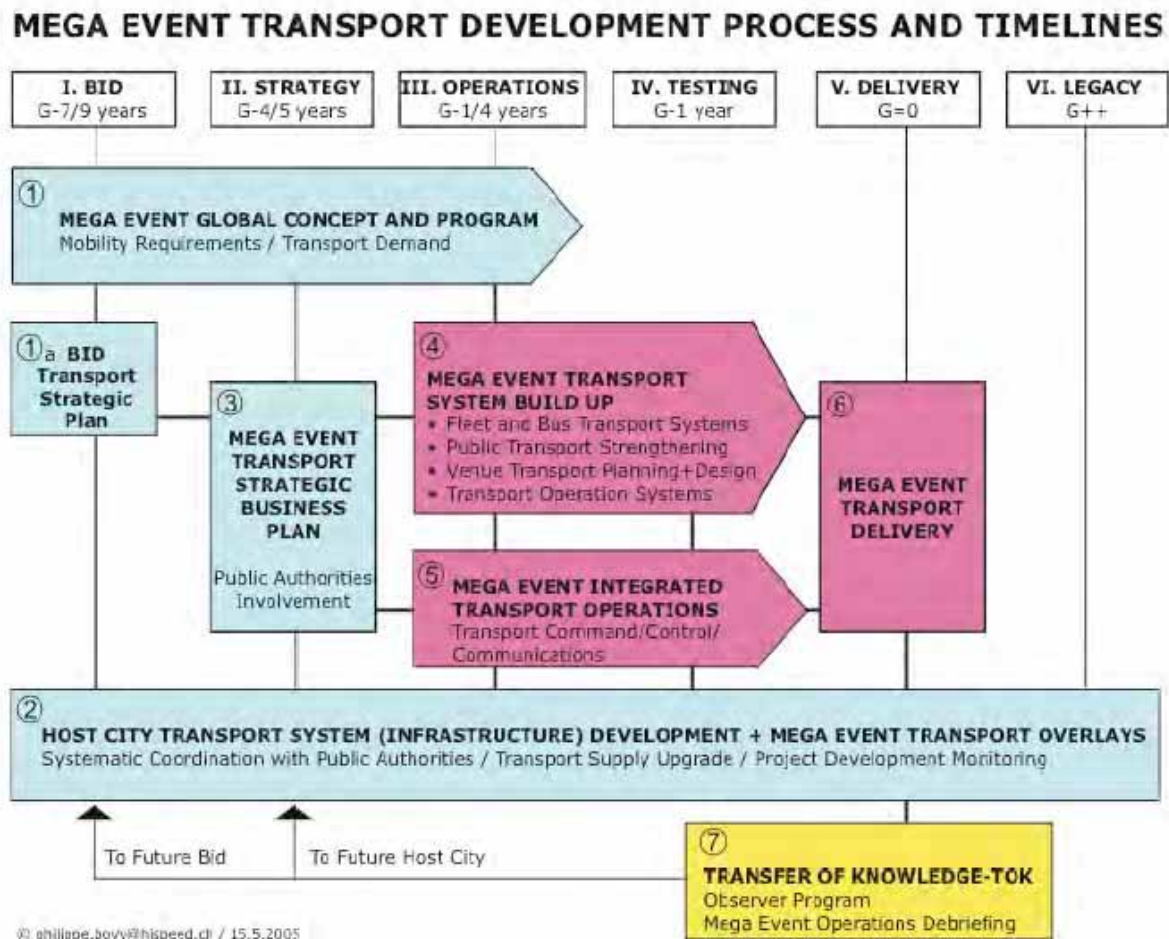 MEGA EVENT TRANSPORT DEVELOPMENT PROCESS AND TIMELINES
I. BID
G-7/9 years
II. STRATEGY
G-4/5 years
III. OPERATIONS
G-1/4 years
IV. TESTING
G-1 year
V. DELIVERY
G=0
VI. LEGACY
G++
①
MEGA EVENT GLOBAL CONCEPT AND PROGRAM
Mobility Requirements / Transport Demand
①a BID
Transport
Strategic
Plan
③
MEGA EVENT
TRANSPORT
STRATEGIC
BUSINESS
PLAN
Public Authorities
Involvement
④
MEGA EVENT TRANSPORT
SYSTEM BUILD UP
• Fleet and Bus Transport Systems
• Public Transport Strengthening
• Venue Transport Planning+Design
• Transport Operation Systems
⑤ MEGA EVENT INTEGRATED
TRANSPORT OPERATIONS
Transport Command/Control/
Communications
⑥
MEGA EVENT
TRANSPORT
DELIVERY
②
HOST CITY TRANSPORT SYSTEM (INFRASTRUCTURE) DEVELOPMENT + MEGA EVENT TRANSPORT OVERLAYS
Systematic Coordination with Public Authorities / Transport Supply Upgrade / Project Development Monitoring
To Future Bid
To Future Host City
⑦
TRANSFER OF KNOWLEDGE-TOK
Observer Program
Mega Event Operations Debriefing
© philippe.bovy@hispeed.ch / 15.5.2005